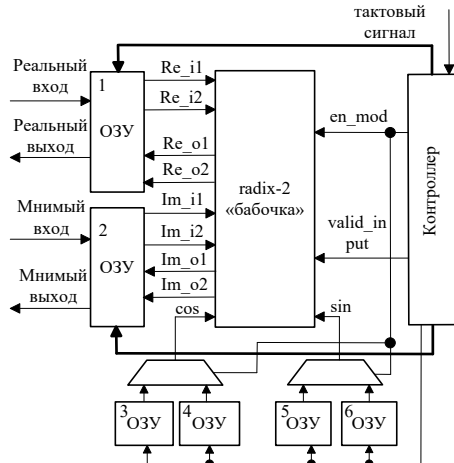 тактовый
сигнал
Реальный
вход
Реальный
выход
1
ОЗУ
Re_i1
Re_i2
Re_o1
Re_o2
Мнимый
вход
Мнимый
выход
2
ОЗУ
Im_i1
Im_i2
Im_o1
Im_o2
radix-2
«бабочка»
en_mod
valid_in
put
Контроллер
cos
sin
3
ОЗУ
4
ОЗУ
5
ОЗУ
6
ОЗУ